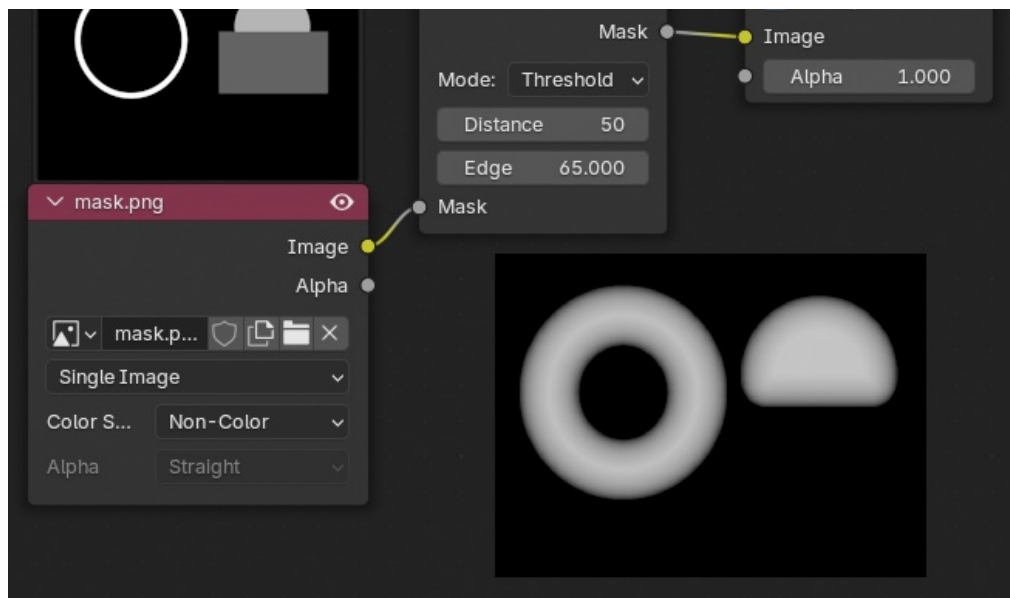 Mask
Image
Mode: Threshold
Alpha 1.000
Distance 50
Edge 65.000
mask.png
Mask
Image
Alpha
mask.p...
Single Image
Color S... Non-Color
Alpha Straight